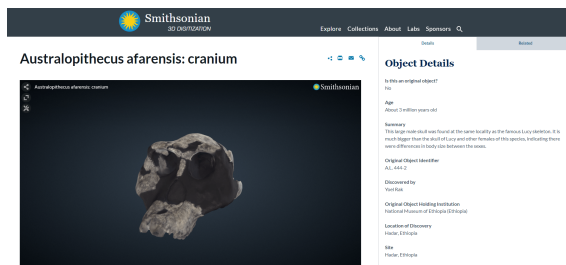 Smithsonian
3D DIGITIZATION
Explore Collections About Labs Sponsors
Australopithecus afarensis: cranium
Australopithecus afarensis: cranium
Smithsonian
Details
Related
Object Details
Is this an original object?
No
Age
About 3 million years old
Summary
This large male skull was found at the same locality as the famous Lucy skeleton. It is
much bigger than the skull of Lucy and other females of this species, indicating there
were differences in body size between the sexes.
Original Object Identifier
A.L. 444-2
Discovered by
Yoel Rak
Original Object Holding Institution
National Museum of Ethiopia (Ethiopia)
Location of Discovery
Hadar, Ethiopia
Site
Hadar, Ethiopia